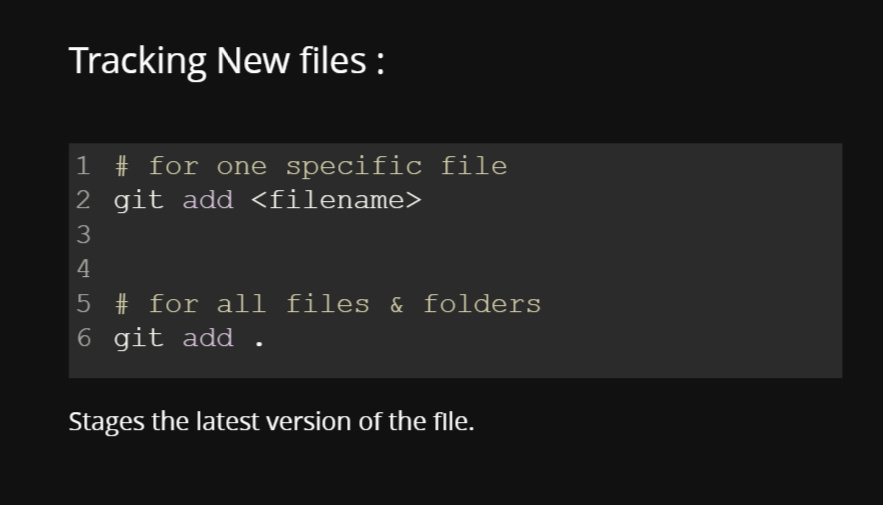 Tracking New files :
1 # for one specific file
2 git add <filename>
3
4
5 # for all files & folders
6 git add .
Stages the latest version of the file.